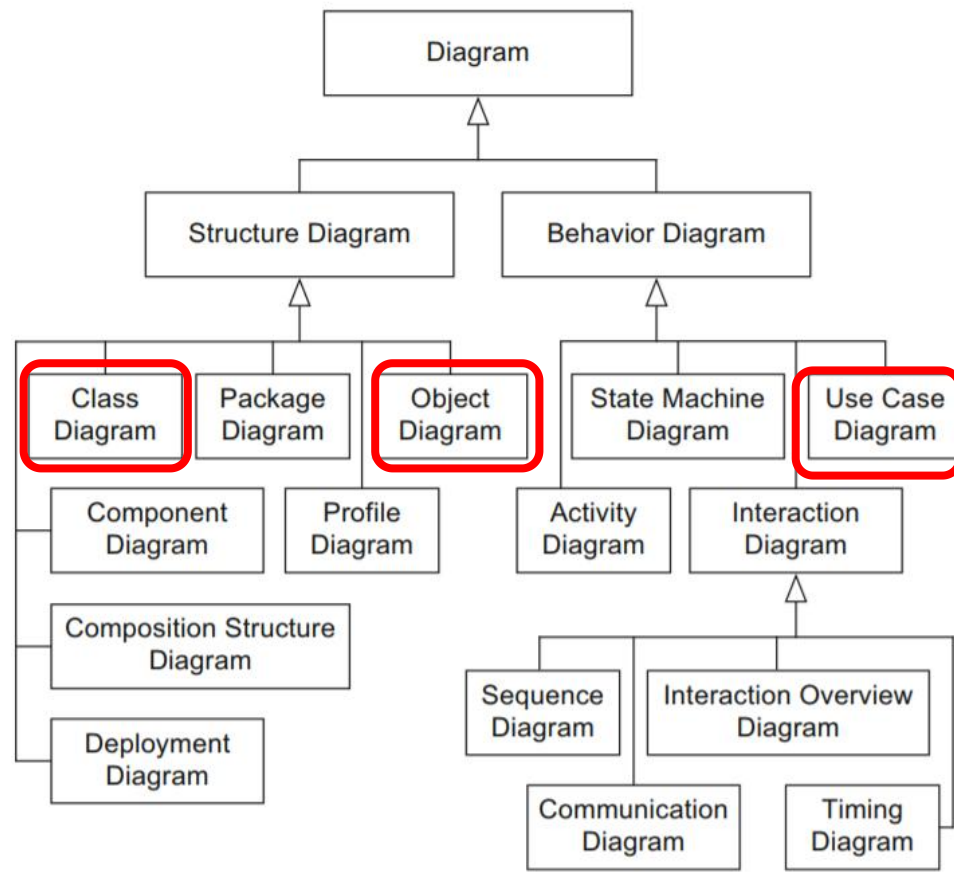 Diagram
Structure Diagram
Behavior Diagram
Class
Diagram
Package
Diagram
Object
Diagram
State Machine
Diagram
Use Case
Diagram
Component
Diagram
Profile
Diagram
Activity
Diagram
Interaction
Diagram
Composition Structure
Diagram
Sequence
Diagram
Interaction Overview
Diagram
Deployment
Diagram
Communication
Diagram
Timing
Diagram